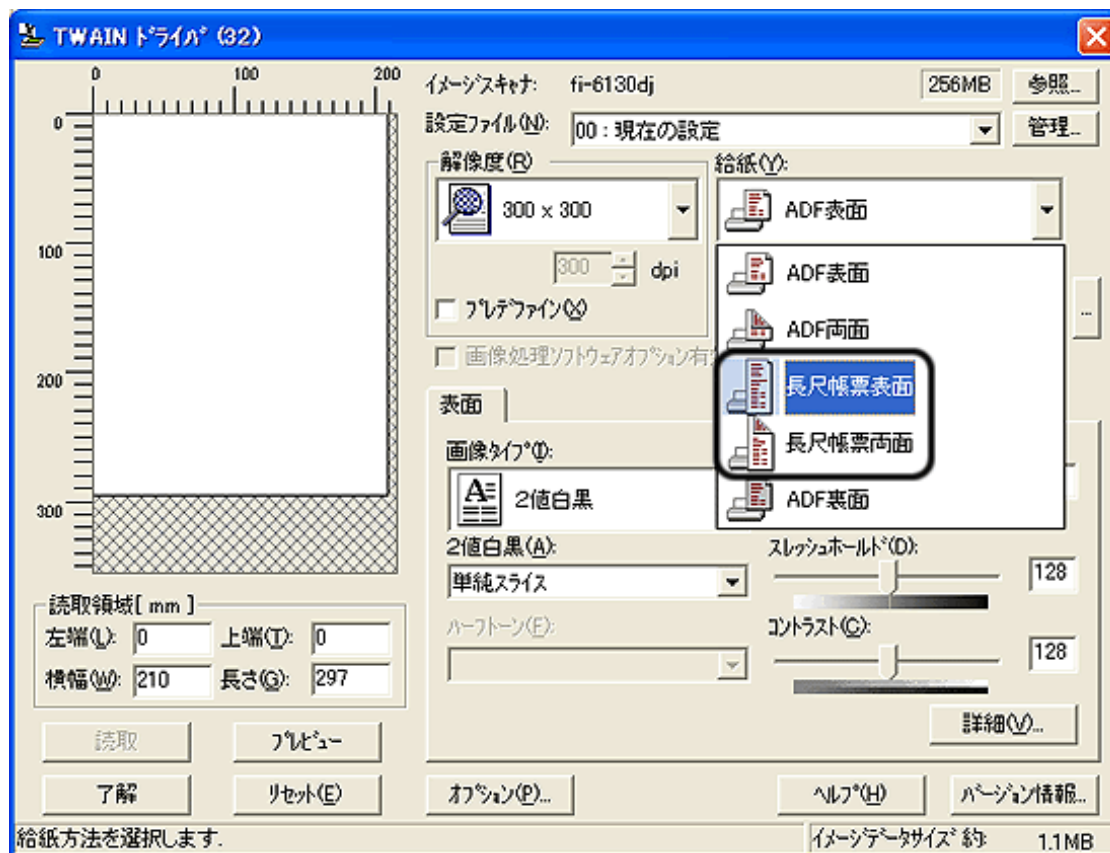 TWAIN ドライバ (32)
0 100 200
イメージスキャナ: fi-6130dj 256MB 参照...
0
設定ファイル(N): 00 : 現在の設定 管理...
解像度(R) 給紙(Y):
300 × 300 ADF表面
100
300 dpi ADF表面
プレデファイン(X) ...
ADF両面
画像処理ソフトウェアオプション有
200 長尺帳票表面
表面
長尺帳票両面
画像タイプ(I):
300 2値白黒 ADF裏面
2値白黒(A): スレッショホールド(D):
単純スライス 128
読取領域[ mm ]
左端(L): 0 上端(T): 0 ハーフトーン(F): コントラスト(C):
128
横幅(W): 210 長さ(G): 297
詳細(V)...
読取 プレビュー
了解 リセット(E) オプション(P)... ヘルプ(H) バージョン情報...
給紙方法を選択します. イメージデータサイズ 約: 1.1MB